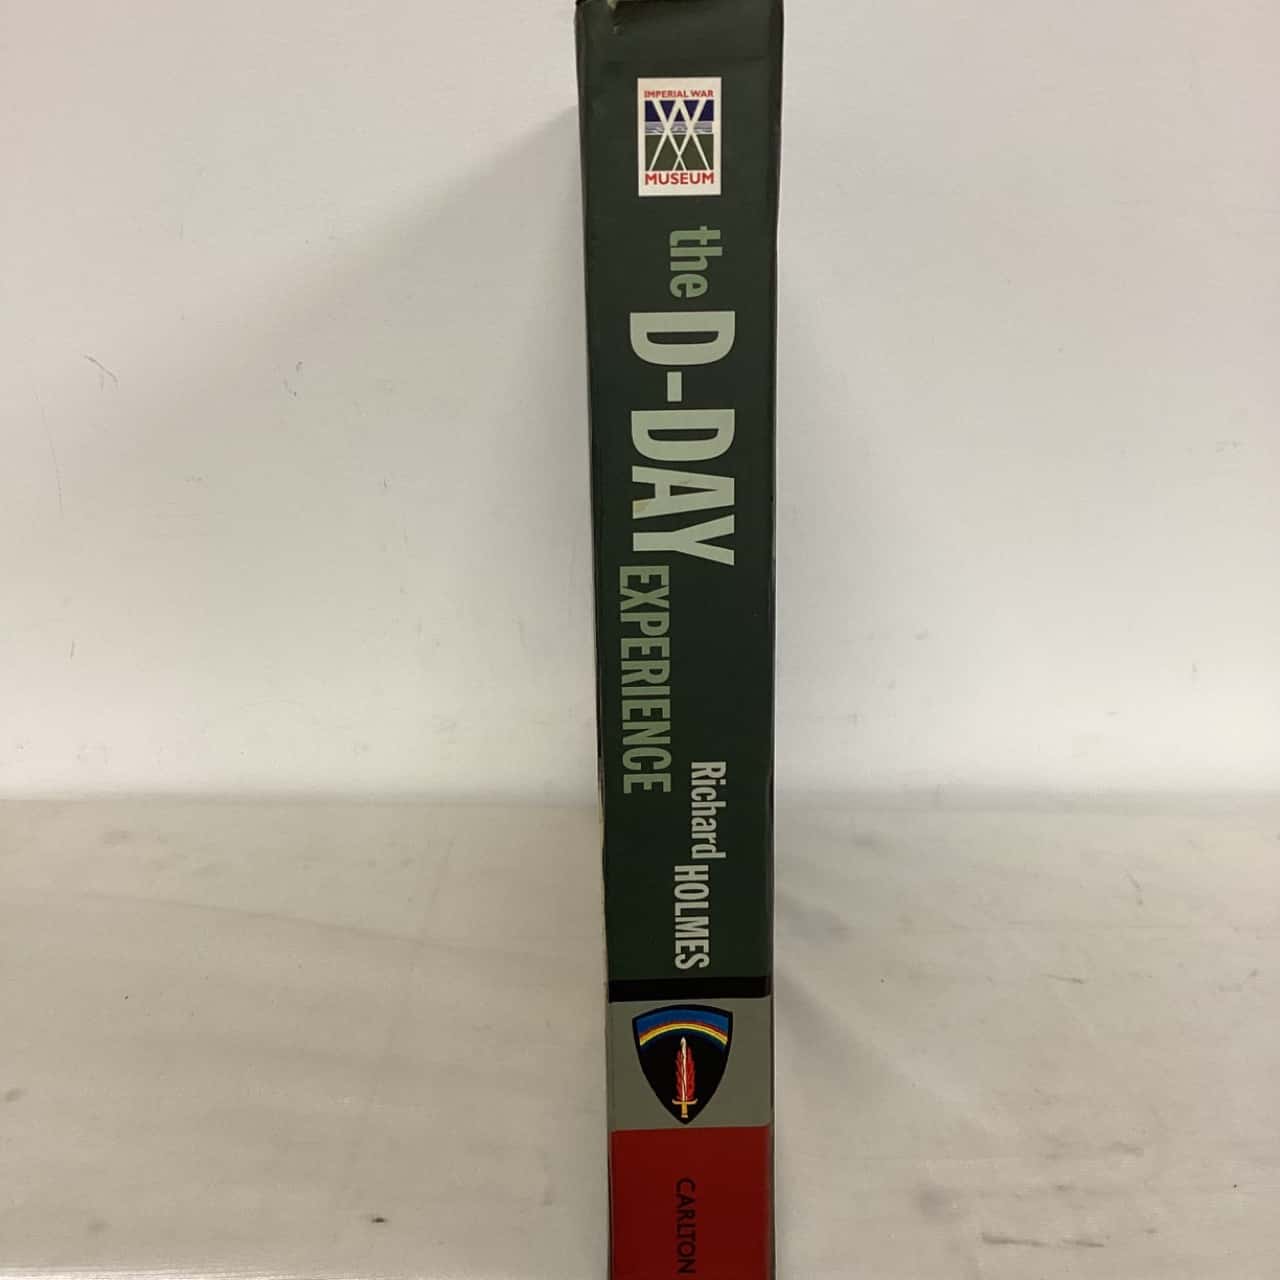 IMPERIAL WAR
MUSEUM
the D-DAY EXPERIENCE
Richard HOLMES
CARLTON